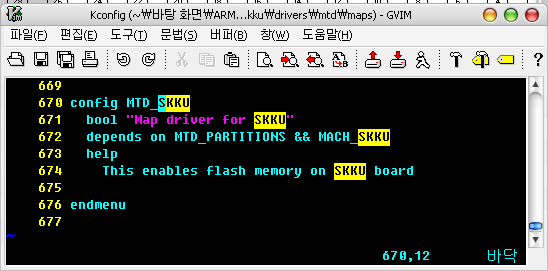 Kconfig (~₩바탕 화면₩ARM...kku₩drivers₩mtd₩maps) - GVIM
파일(F) 편집(E) 도구(T) 문법(S) 버퍼(B) 창(W) 도움말(H)
669
670 config MTD_SKKU
671 bool "Map driver for SKKU"
672 depends on MTD_PARTITIONS && MACH_SKKU
673 help
674 This enables flash memory on SKKU board
675
676 endmenu
677
~
670,12 바닥